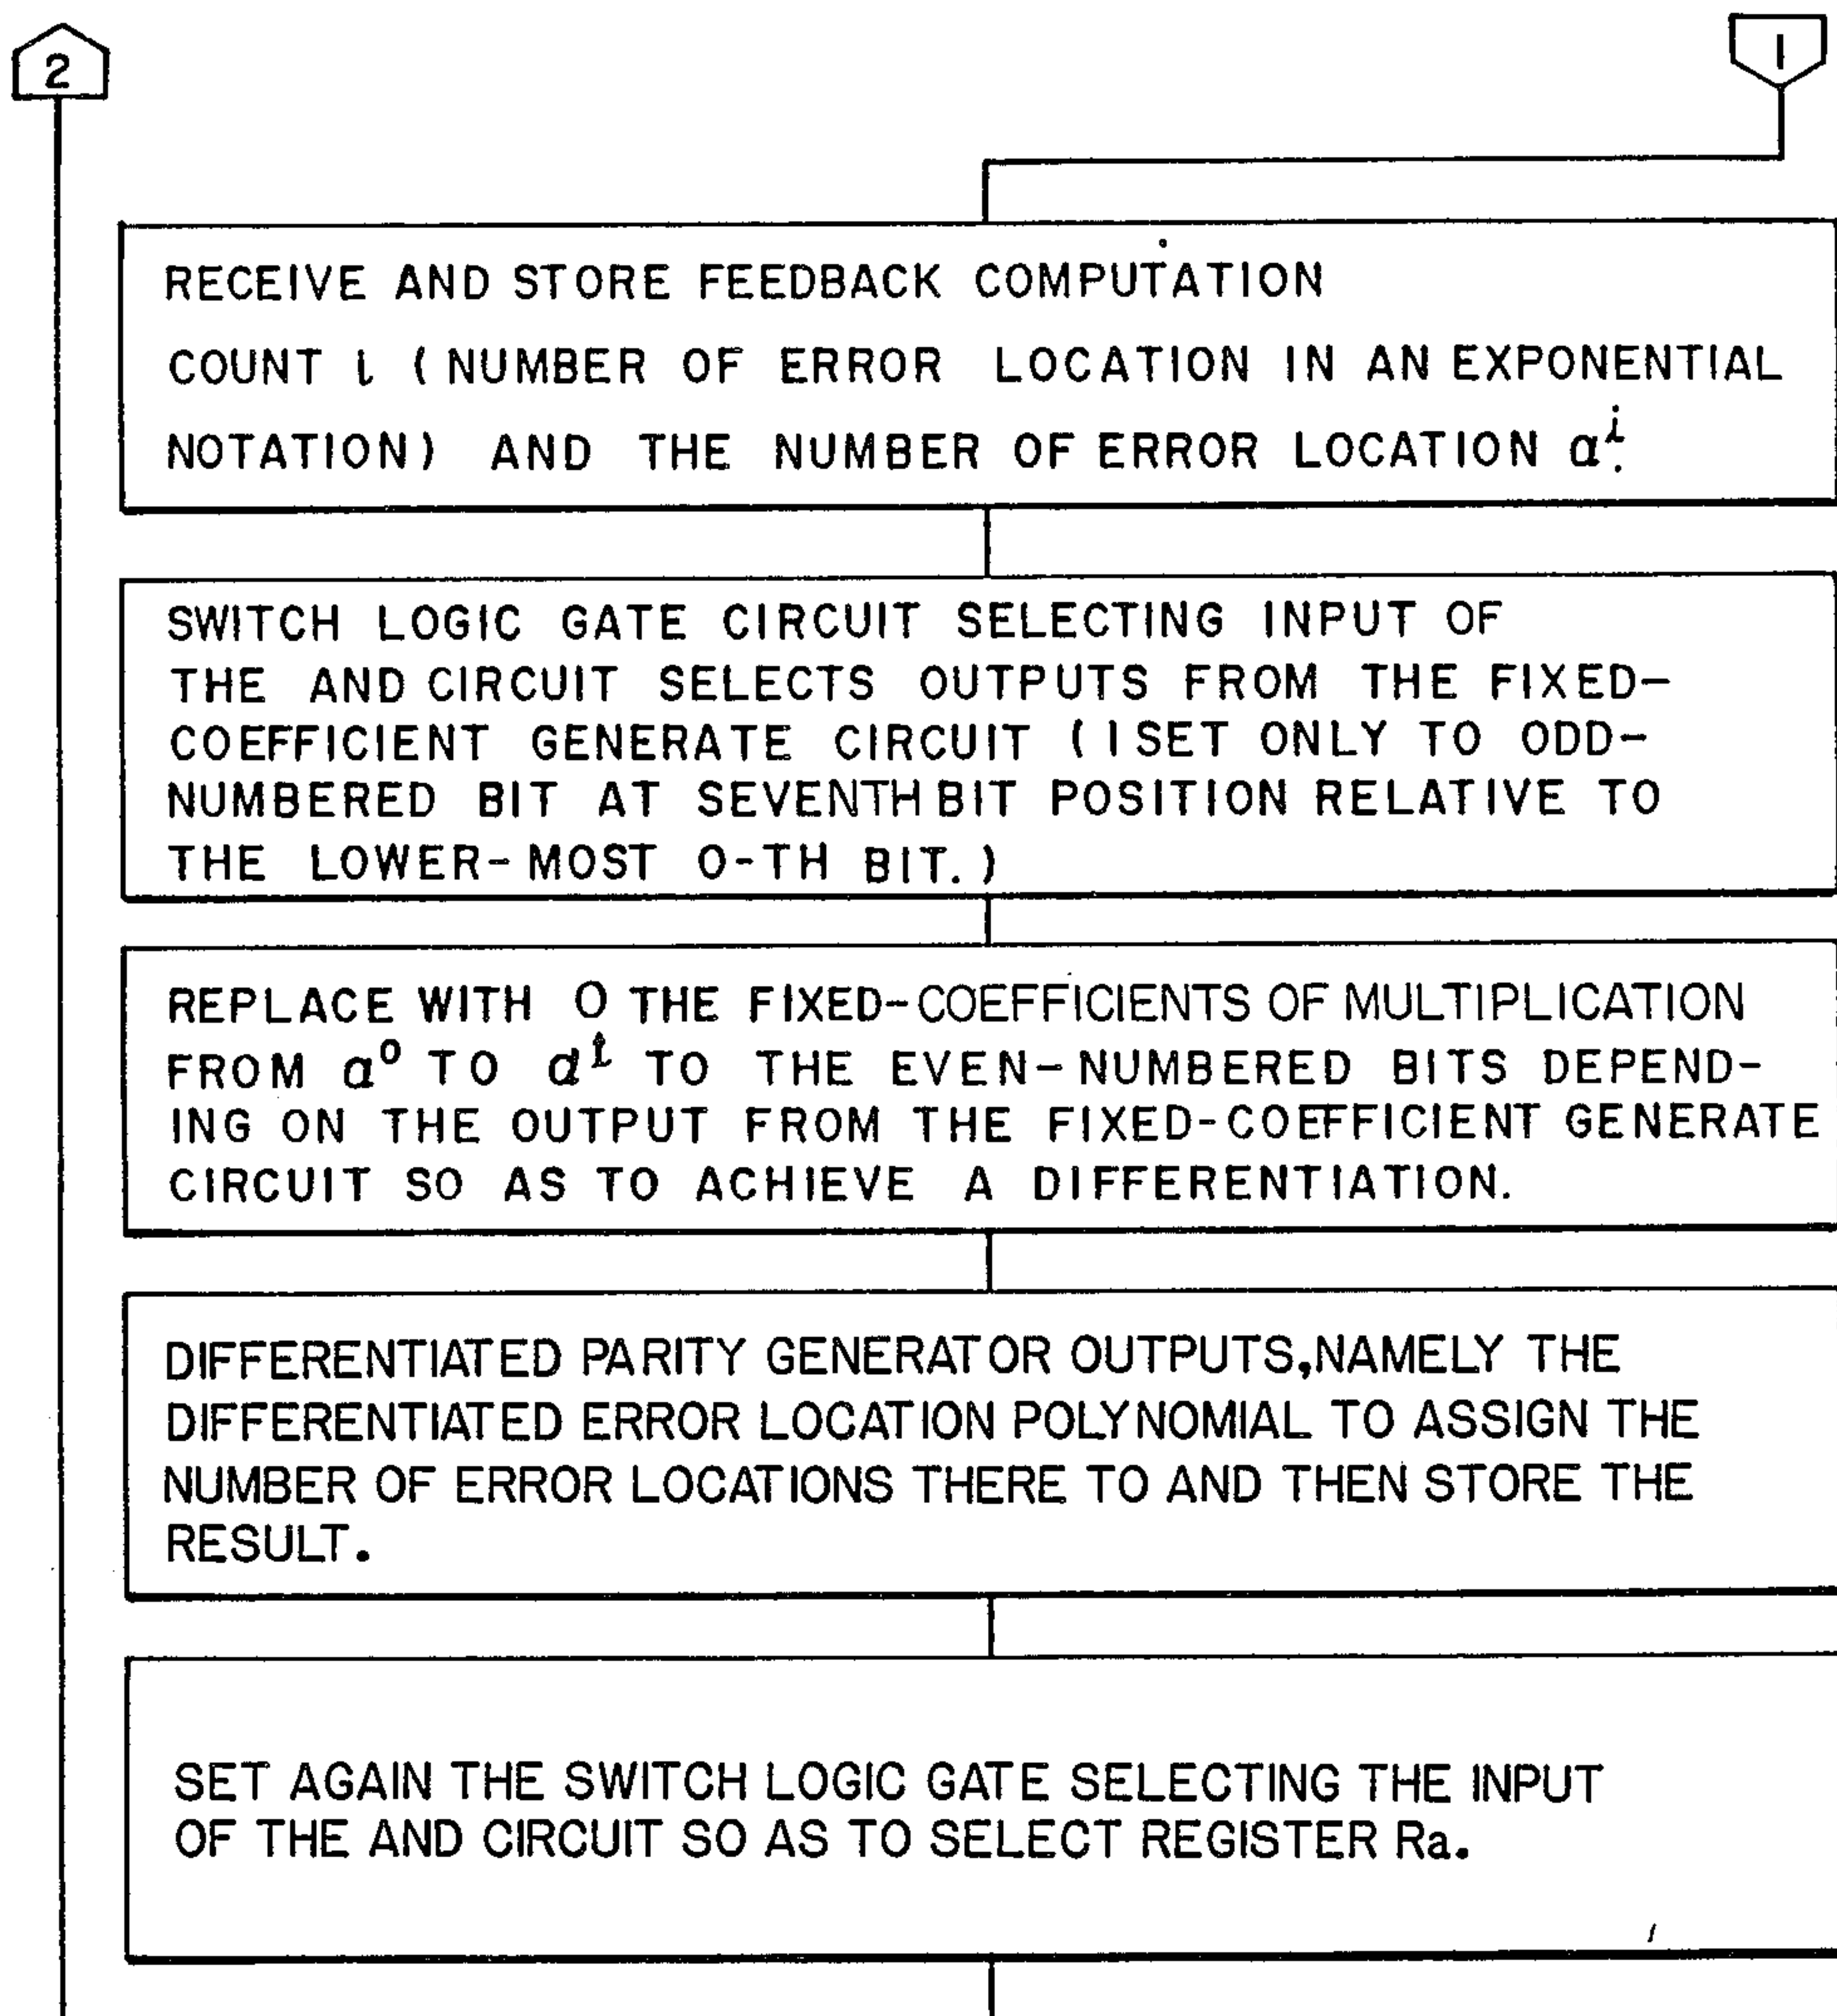 2
1
RECEIVE AND STORE FEEDBACK COMPUTATION
COUNT i (NUMBER OF ERROR LOCATION IN AN EXPONENTIAL
NOTATION) AND THE NUMBER OF ERROR LOCATION α^i.
SWITCH LOGIC GATE CIRCUIT SELECTING INPUT OF
THE AND CIRCUIT SELECTS OUTPUTS FROM THE FIXED-
COEFFICIENT GENERATE CIRCUIT (1 SET ONLY TO ODD-
NUMBERED BIT AT SEVENTH BIT POSITION RELATIVE TO
THE LOWER-MOST 0-TH BIT.)
REPLACE WITH 0 THE FIXED-COEFFICIENTS OF MULTIPLICATION
FROM α^0 TO α^t TO THE EVEN-NUMBERED BITS DEPEND-
ING ON THE OUTPUT FROM THE FIXED-COEFFICIENT GENERATE
CIRCUIT SO AS TO ACHIEVE A DIFFERENTIATION.
DIFFERENTIATED PARITY GENERATOR OUTPUTS, NAMELY THE
DIFFERENTIATED ERROR LOCATION POLYNOMIAL TO ASSIGN THE
NUMBER OF ERROR LOCATIONS THERE TO AND THEN STORE THE
RESULT.
SET AGAIN THE SWITCH LOGIC GATE SELECTING THE INPUT
OF THE AND CIRCUIT SO AS TO SELECT REGISTER Ra.